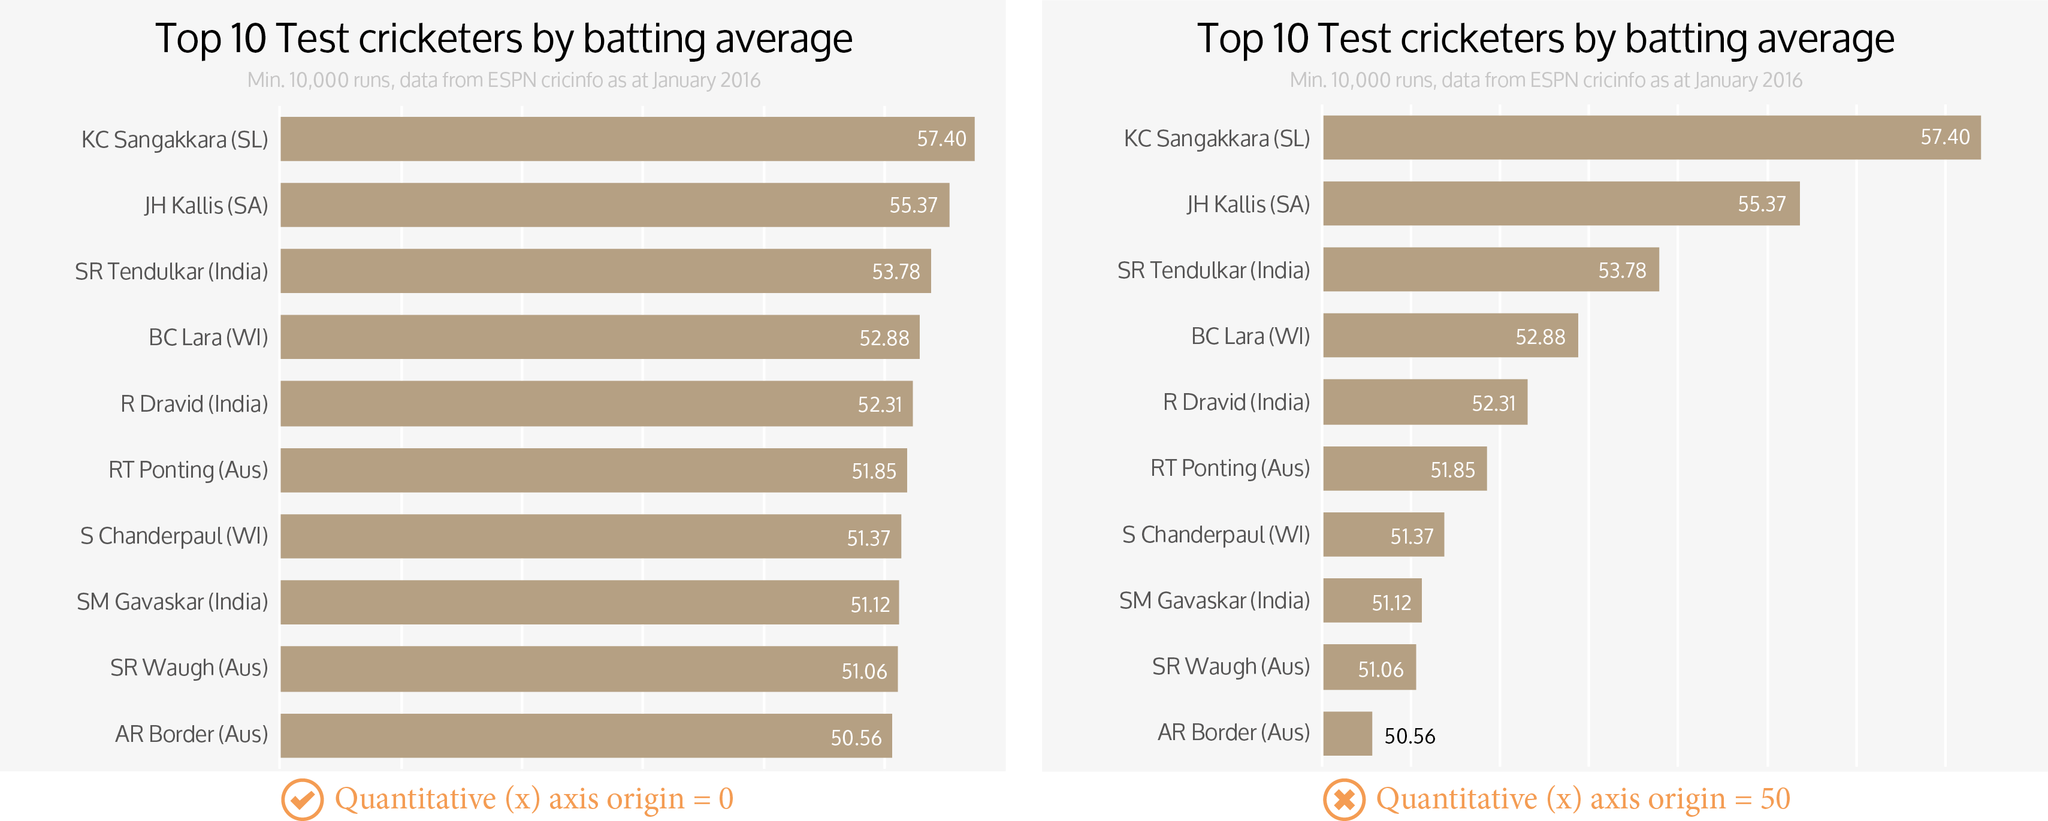 Top 10 Test cricketers by batting average
Min. 10,000 runs, data from ESPN cricinfo as at January 2016
KC Sangakkara (SL) 57.40
JH Kallis (SA) 55.37
SR Tendulkar (India) 53.78
BC Lara (WI) 52.88
R Dravid (India) 52.31
RT Ponting (Aus) 51.85
S Chanderpaul (WI) 51.37
SM Gavaskar (India) 51.12
SR Waugh (Aus) 51.06
AR Border (Aus) 50.56
Quantitative (x) axis origin = 0
Top 10 Test cricketers by batting average
Min. 10,000 runs, data from ESPN cricinfo as at January 2016
KC Sangakkara (SL) 57.40
JH Kallis (SA) 55.37
SR Tendulkar (India) 53.78
BC Lara (WI) 52.88
R Dravid (India) 52.31
RT Ponting (Aus) 51.85
S Chanderpaul (WI) 51.37
SM Gavaskar (India) 51.12
SR Waugh (Aus) 51.06
AR Border (Aus) 50.56
Quantitative (x) axis origin = 50